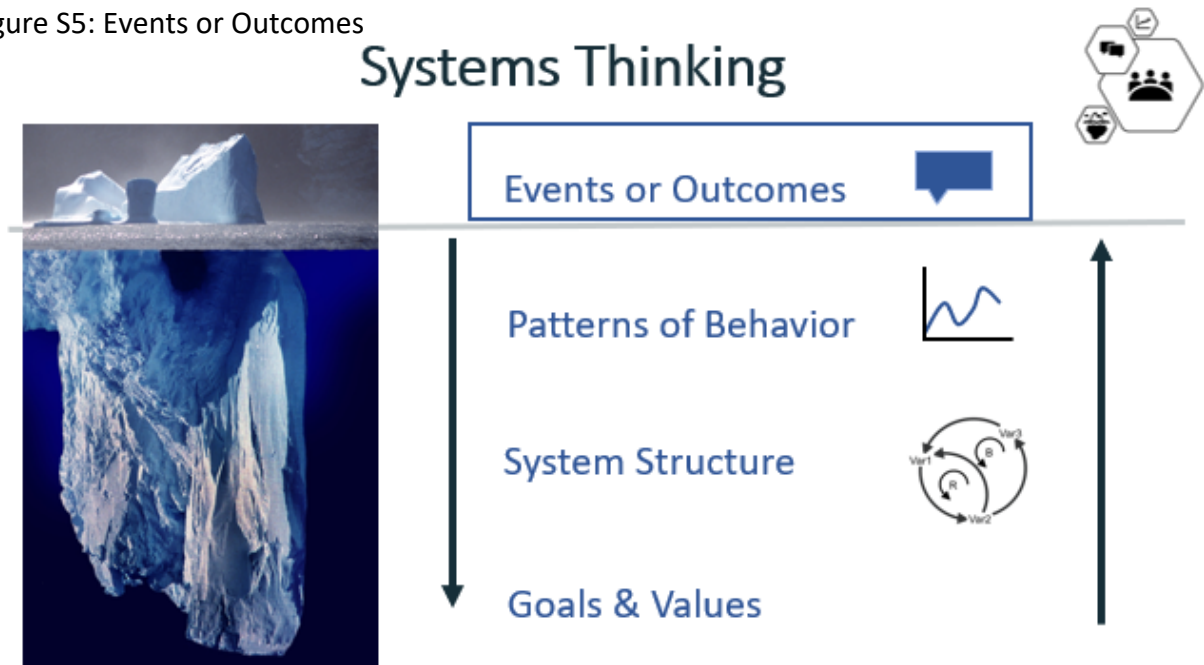 gure S5: Events or Outcomes
Systems Thinking
Events or Outcomes
Patterns of Behavior
System Structure
Var3
B
Var1
R
Var2
Goals & Values